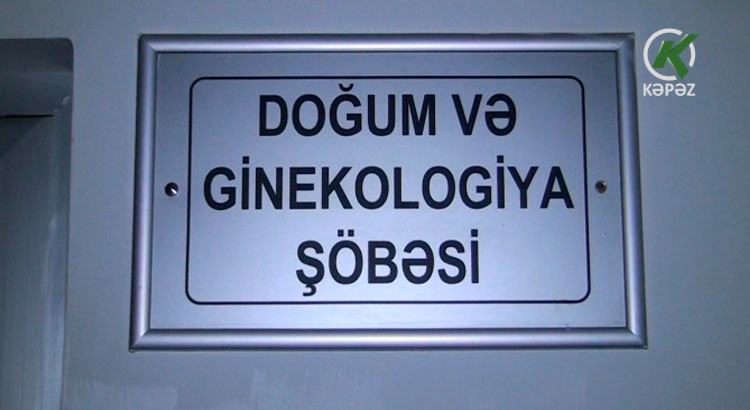 KƏPƏZ
DOĞUM VƏ
GİNEKOLOGİYA
ŞÖBƏSİ